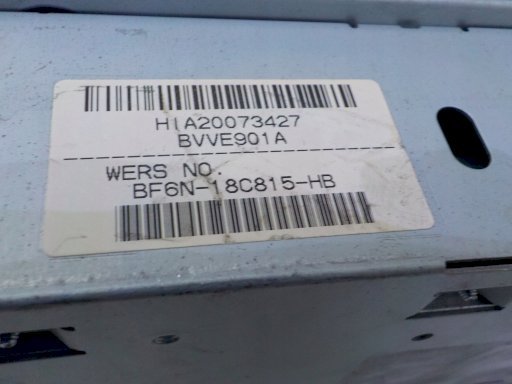 HIA20073427
BVVE901A
WERS NO.
BF6N-18C815-HB